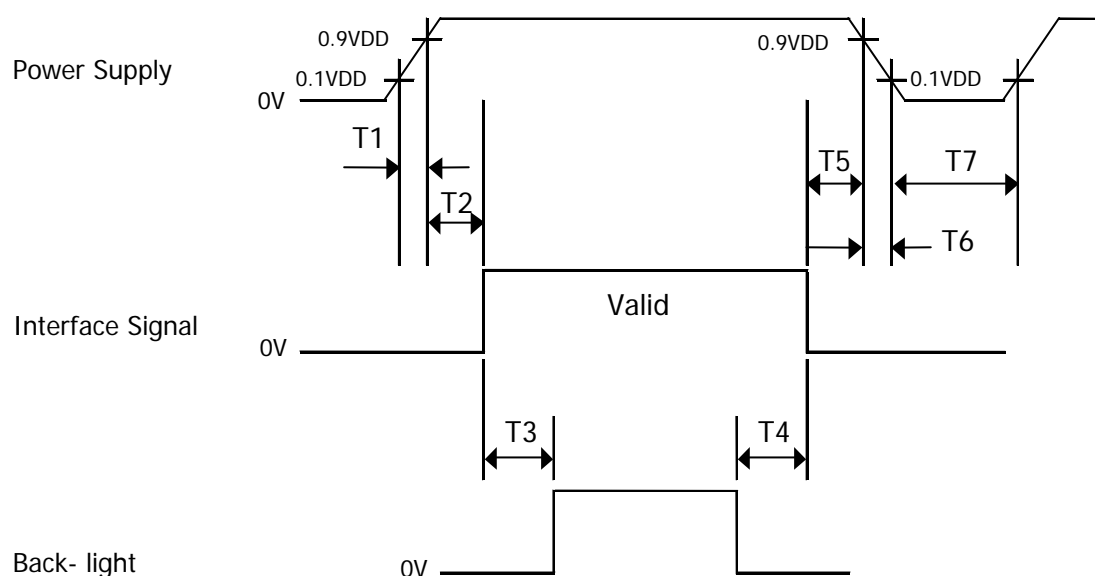 0.9VDD
0.9VDD
Power Supply
0.1VDD
0.1VDD
0V
T1
T5
T7
T2
T6
Valid
Interface Signal
0V
T3
T4
Back- light
0V